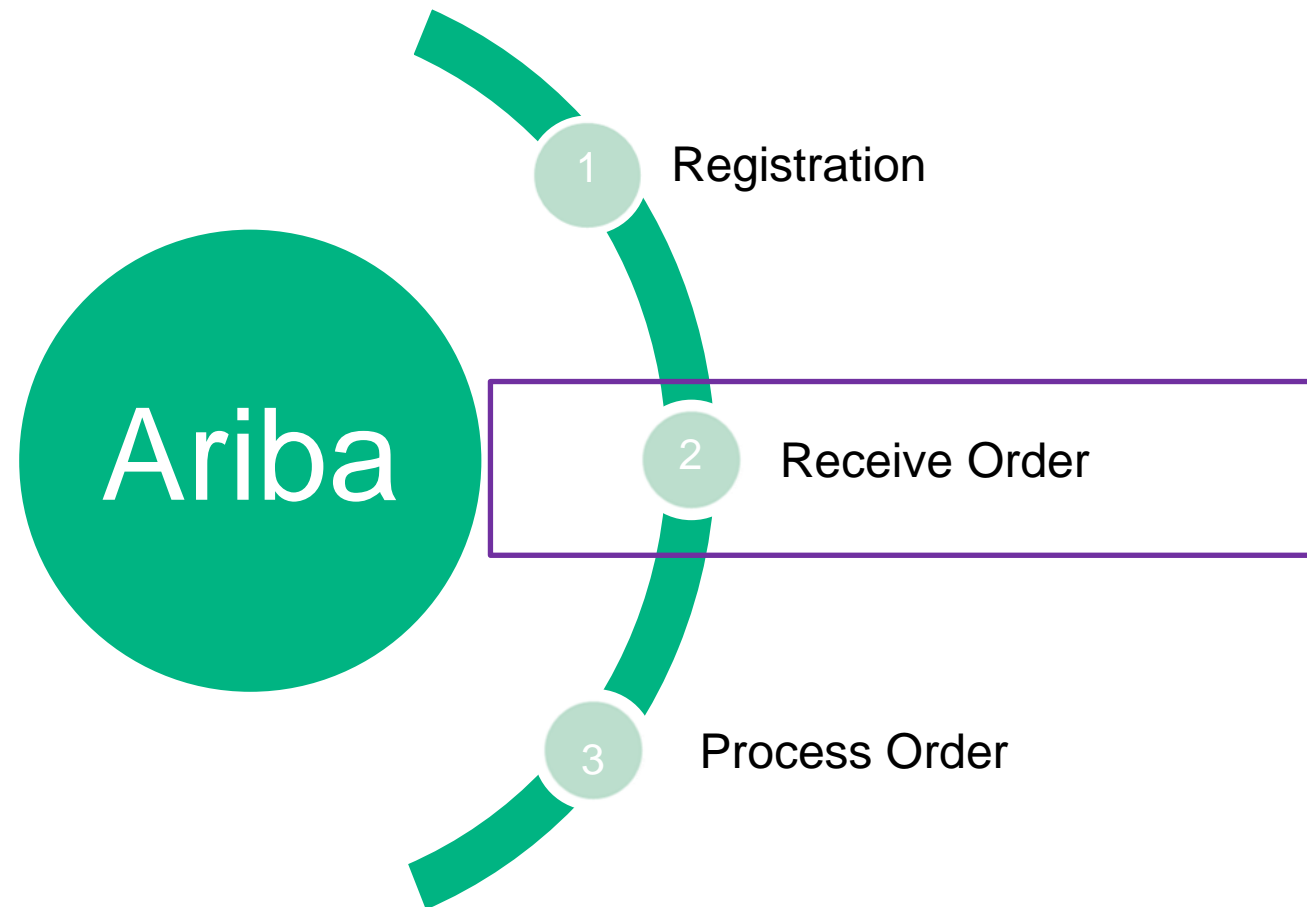 1
Registration
Ariba
2
Receive Order
3
Process Order